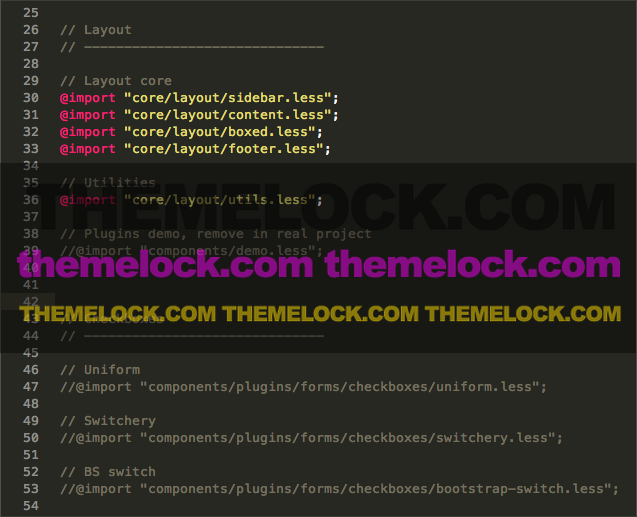 25
26 // Layout
27 // ------------------------------
28
29 // Layout core
30 @import "core/layout/sidebar.less";
31 @import "core/layout/content.less";
32 @import "core/layout/boxed.less";
33 @import "core/layout/footer.less";
34
35 // Utilities
THEMELOCK.COM
36 @import "core/layout/utils.less";
37
38 // Plugins demo, remove in real project
39 //@import "components/demo.less";
themelock.com themelock.com
40
41
42
THEMELOCK.COM THEMELOCK.COM THEMELOCK.COM
43 // Checkboxes
44 // ------------------------------
45
46 // Uniform
47 //@import "components/plugins/forms/checkboxes/uniform.less";
48
49 // Switchery
50 //@import "components/plugins/forms/checkboxes/switchery.less";
51
52 // BS switch
53 //@import "components/plugins/forms/checkboxes/bootstrap-switch.less";
54